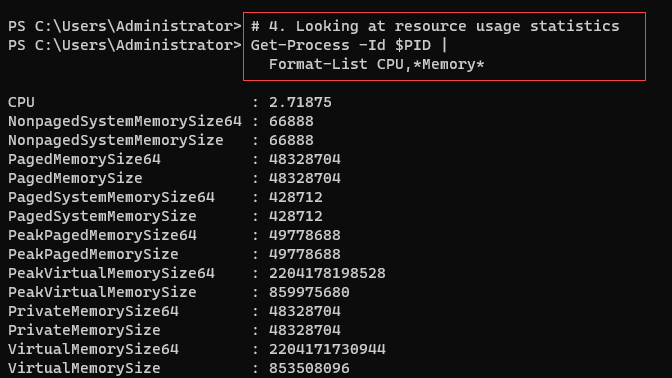 PS C:\Users\Administrator> # 4. Looking at resource usage statistics
PS C:\Users\Administrator> Get-Process -Id $PID |
  Format-List CPU,*Memory*
CPU                        : 2.71875
NonpagedSystemMemorySize64 : 66888
NonpagedSystemMemorySize   : 66888
PagedMemorySize64          : 48328704
PagedMemorySize            : 48328704
PagedSystemMemorySize64    : 428712
PagedSystemMemorySize      : 428712
PeakPagedMemorySize64      : 49778688
PeakPagedMemorySize        : 49778688
PeakVirtualMemorySize64    : 2204178198528
PeakVirtualMemorySize      : 859975680
PrivateMemorySize64        : 48328704
PrivateMemorySize          : 48328704
VirtualMemorySize64        : 2204171730944
VirtualMemorySize          : 853508096